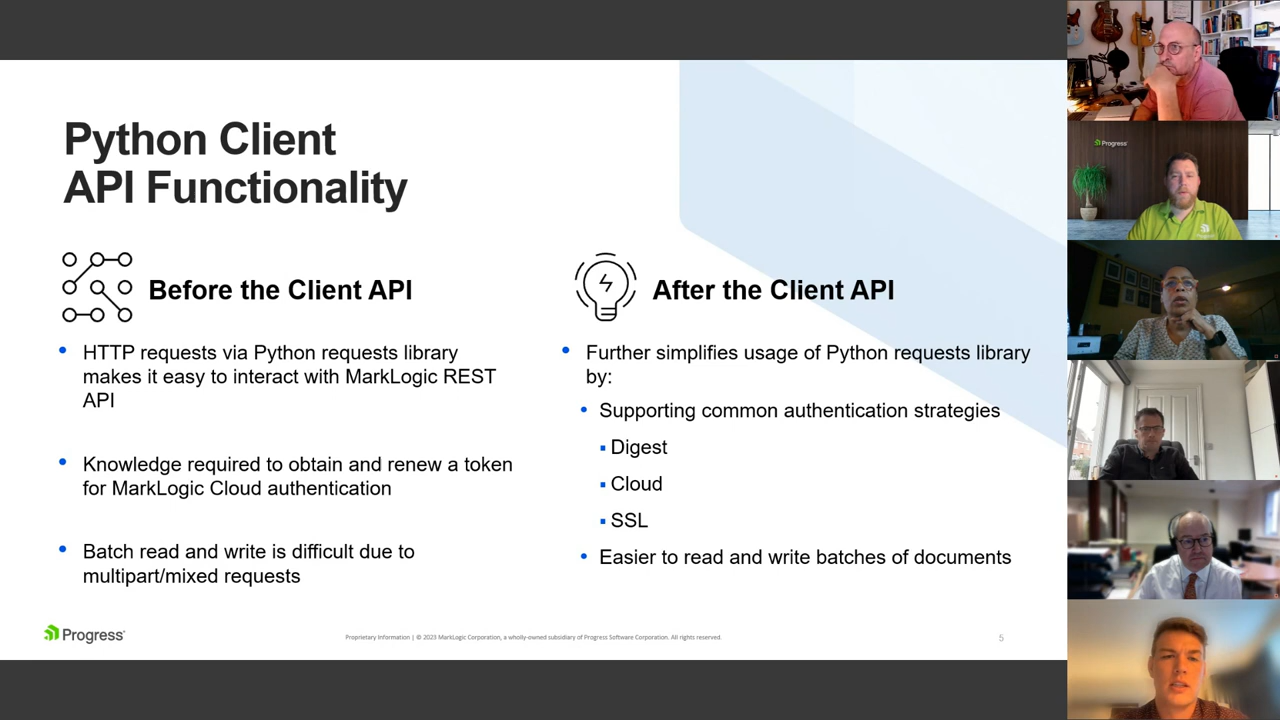 Python Client
API Functionality
Before the Client API
HTTP requests via Python requests library
makes it easy to interact with MarkLogic REST
API
Knowledge required to obtain and renew a token
for MarkLogic Cloud authentication
Batch read and write is difficult due to
multipart/mixed requests
After the Client API
Further simplifies usage of Python requests library
by:
Supporting common authentication strategies
Digest
Cloud
SSL
Easier to read and write batches of documents
Progress
Proprietary Information | © 2023 MarkLogic Corporation, a wholly-owned subsidiary of Progress Software Corporation. All rights reserved.
5
Progress